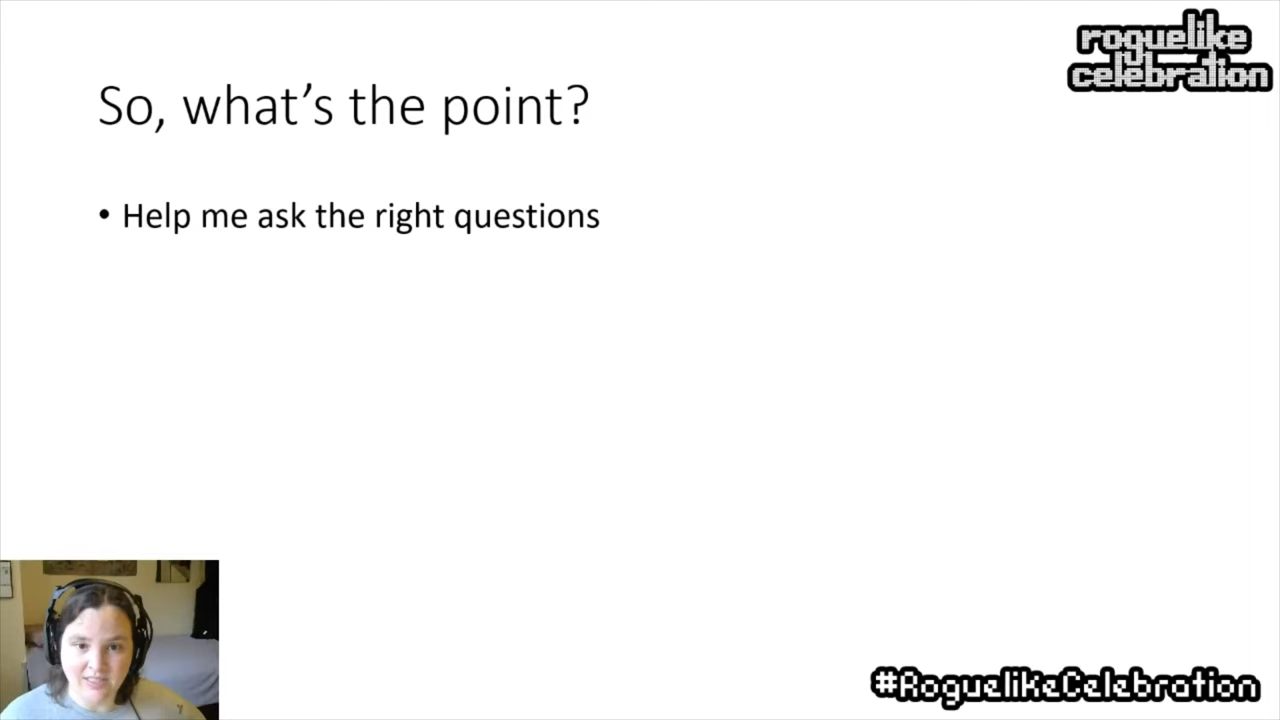 roguelike
celebration
So, what's the point?
• Help me ask the right questions
#RoguelikeCelebration